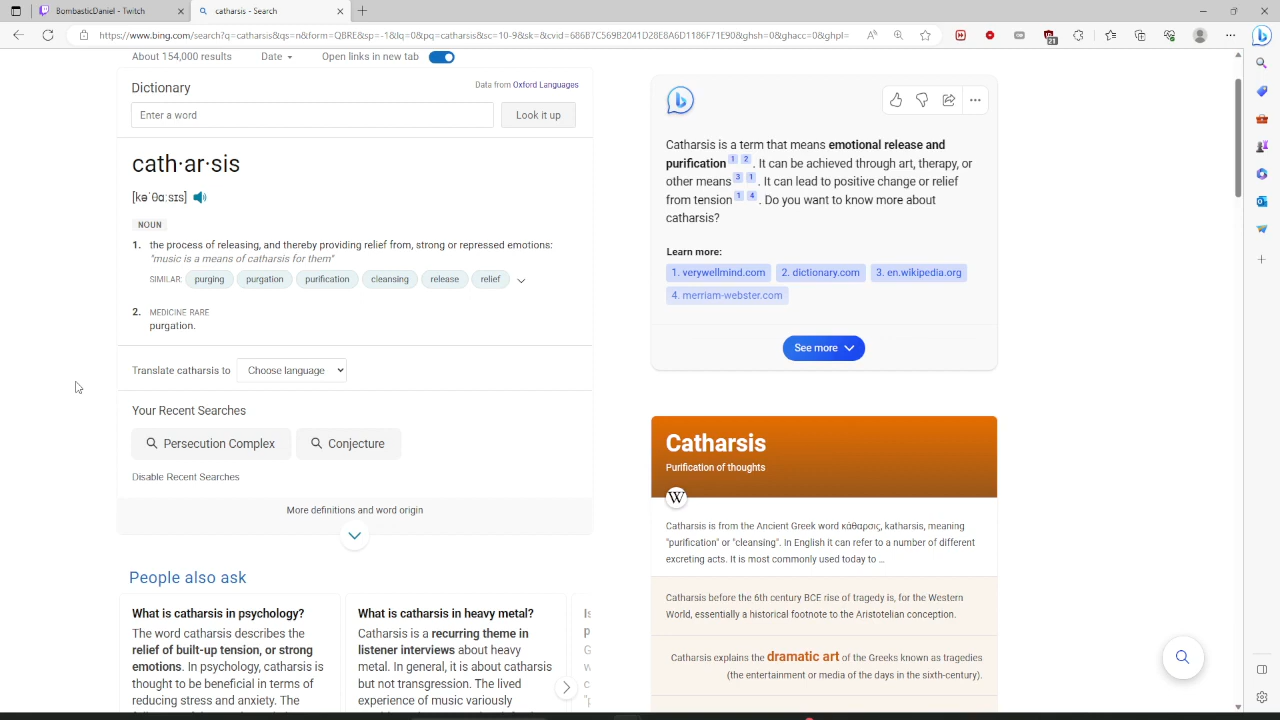 BombasticDaniel - Twitch
catharsis - Search
https://www.bing.com/search?q=catharsis&qs=n&form=QBRE&sp=-1&lq=0&pq=catharsis&sc=10-9&sk=&cvid=686B7C569B2041D28E8A6D1186F71E90&ghsh=0&ghacc=0&ghpl=
21
About 154,000 results
Date
Open links in new tab
Dictionary
Data from Oxford Languages
Enter a word
Look it up
cath·ar·sis
[kəˈθɑːsɪs]
NOUN
1. the process of releasing, and thereby providing relief from, strong or repressed emotions:
"music is a means of catharsis for them"
SIMILAR: purging purgation purification cleansing release relief
2. MEDICINE RARE
purgation.
Translate catharsis to Choose language
Your Recent Searches
Persecution Complex
Conjecture
Disable Recent Searches
More definitions and word origin
People also ask
What is catharsis in psychology?
The word catharsis describes the
relief of built-up tension, or strong
emotions. In psychology, catharsis is
thought to be beneficial in terms of
reducing stress and anxiety. The
What is catharsis in heavy metal?
Catharsis is a recurring theme in
listener interviews about heavy
metal. In general, it is about catharsis
but not transgression. The lived
experience of music variously
Catharsis is a term that means emotional release and
purification 1 2 . It can be achieved through art, therapy, or
other means 3 1 . It can lead to positive change or relief
from tension 1 4 . Do you want to know more about
catharsis?
Learn more:
1. verywellmind.com 2. dictionary.com 3. en.wikipedia.org
4. merriam-webster.com
See more
Catharsis
Purification of thoughts
W
Catharsis is from the Ancient Greek word κάθαρσις, katharsis, meaning
"purification" or "cleansing". In English it can refer to a number of different
excreting acts. It is most commonly used today to ...
Catharsis before the 6th century BCE rise of tragedy is, for the Western
World, essentially a historical footnote to the Aristotelian conception.
Catharsis explains the dramatic art of the Greeks known as tragedies
(the entertainment or media of the days in the sixth-century).